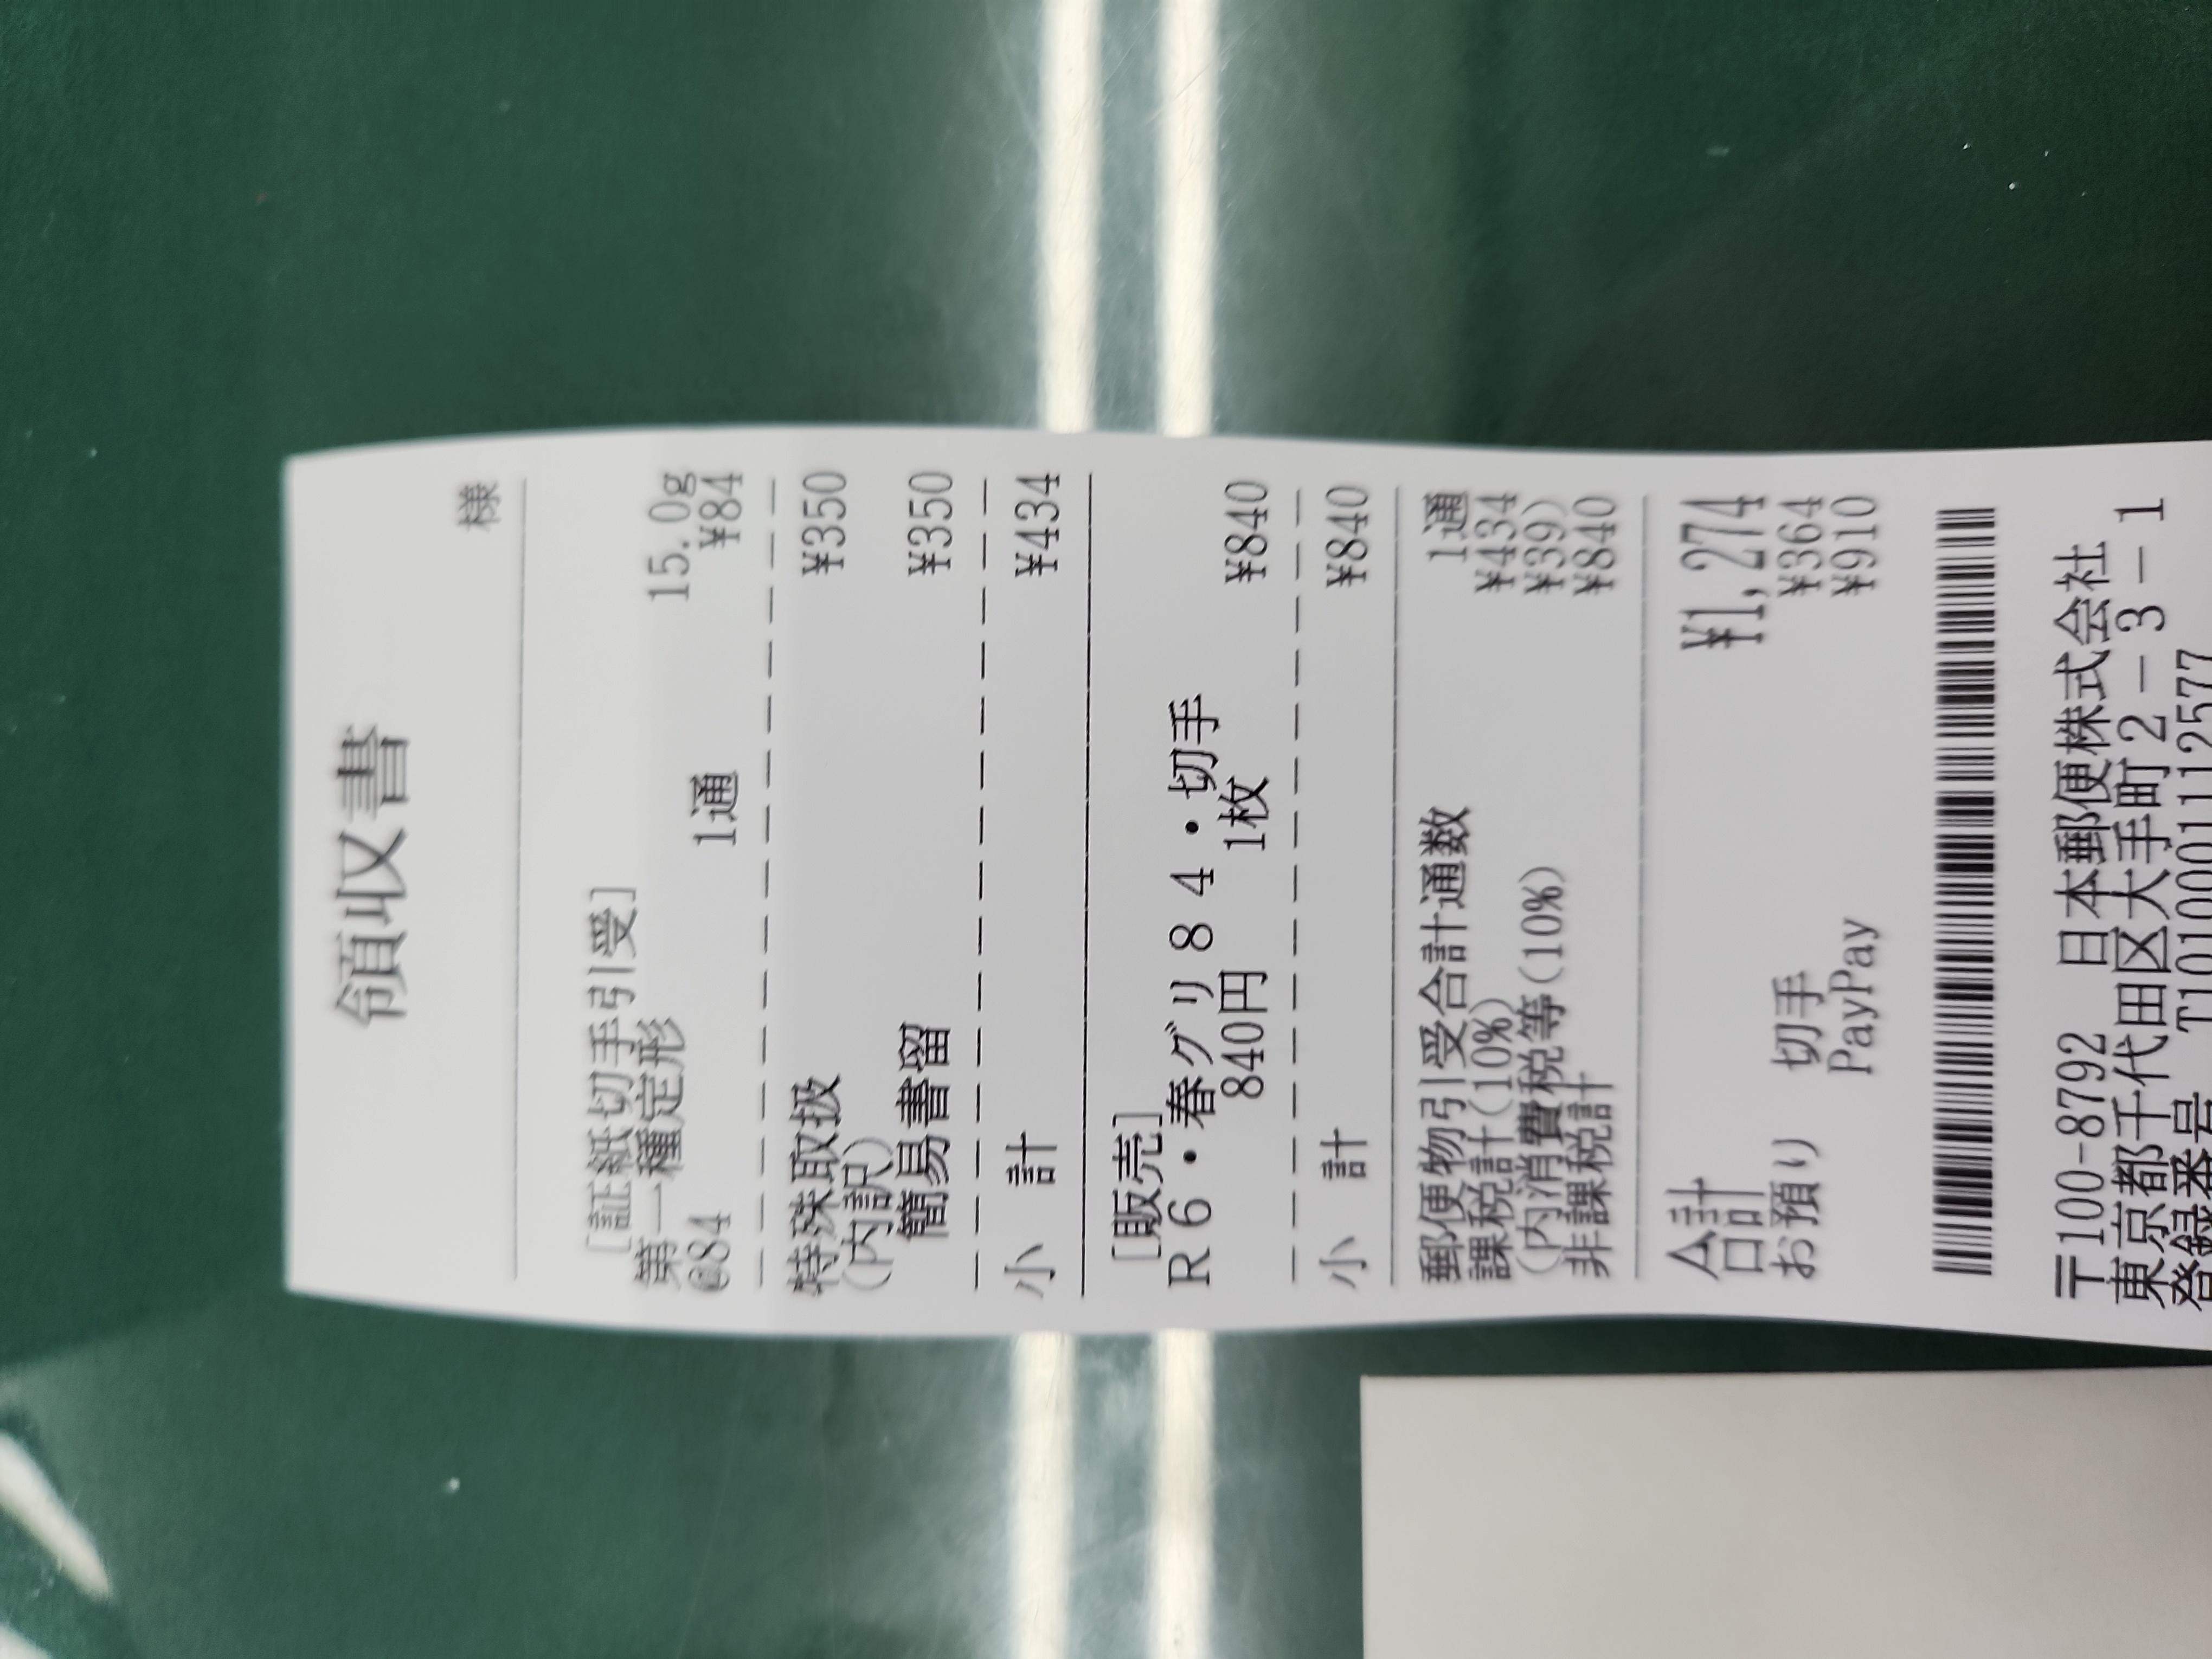 領収書
様
[証紙切手引受]
第一種定形 15.0g
@84 1通 ¥84
特殊取扱 ¥350
(内訳)
簡易書留 ¥350
小 計 ¥434
[販売]
R6・春グリ84・切手
840円 1枚 ¥840
小 計 ¥840
郵便物引受合計通数 1通
課税計(10%) ¥434
(内消費税等(10%) ¥39)
非課税計 ¥840
合計 ¥1,274
お預り 切手 ¥364
PayPay ¥910
〒100-8792 日本郵便株式会社
東京都千代田区大手町2-3-1
登録番号 T1010001112577